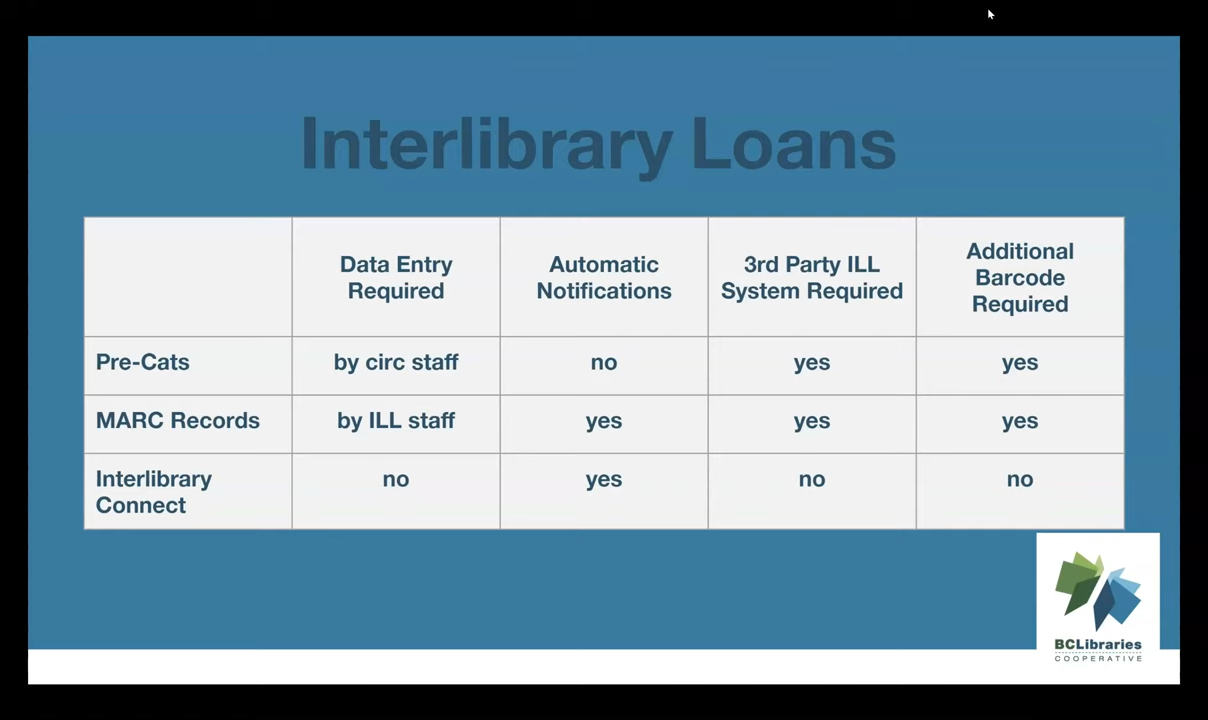 Interlibrary Loans
Data Entry
Required
Automatic
Notifications
3rd Party ILL
System Required
Additional
Barcode
Required
Pre-Cats
by circ staff
no
yes
yes
MARC Records
by ILL staff
yes
yes
yes
Interlibrary
Connect
no
yes
no
no
BCLibraries
COOPERATIVE